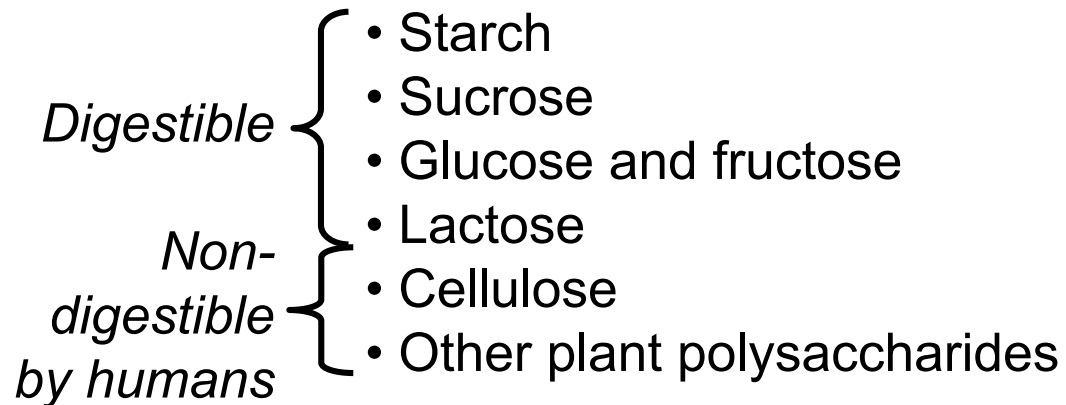 • Starch
• Sucrose
Digestible
• Glucose and fructose
• Lactose
Non-
digestible
by humans
• Cellulose
• Other plant polysaccharides